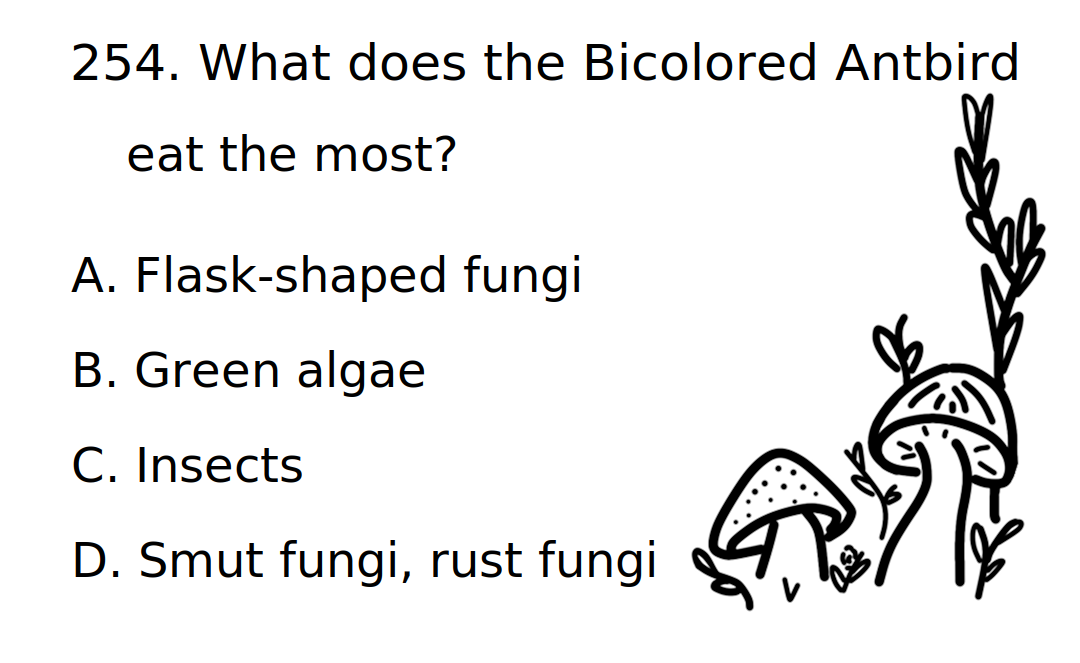 254. What does the Bicolored Antbird
eat the most?
A. Flask-shaped fungi
B. Green algae
C. Insects
D. Smut fungi, rust fungi